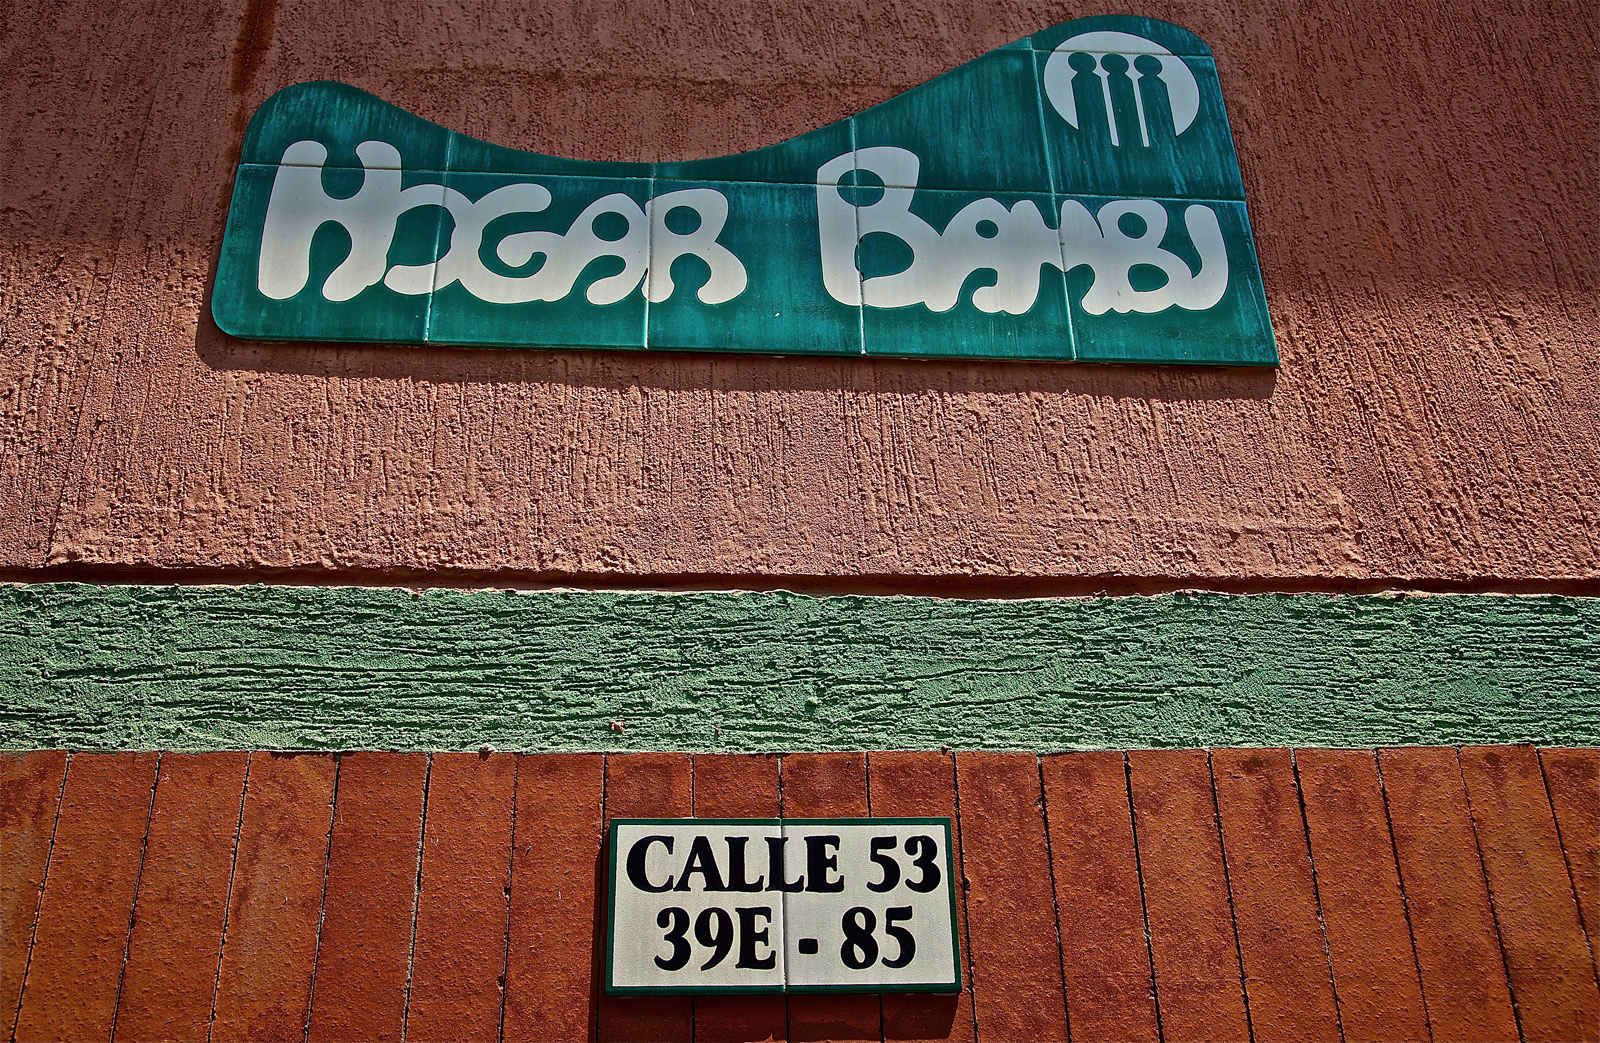 HOGAR BAMBI
CALLE 53
39E - 85